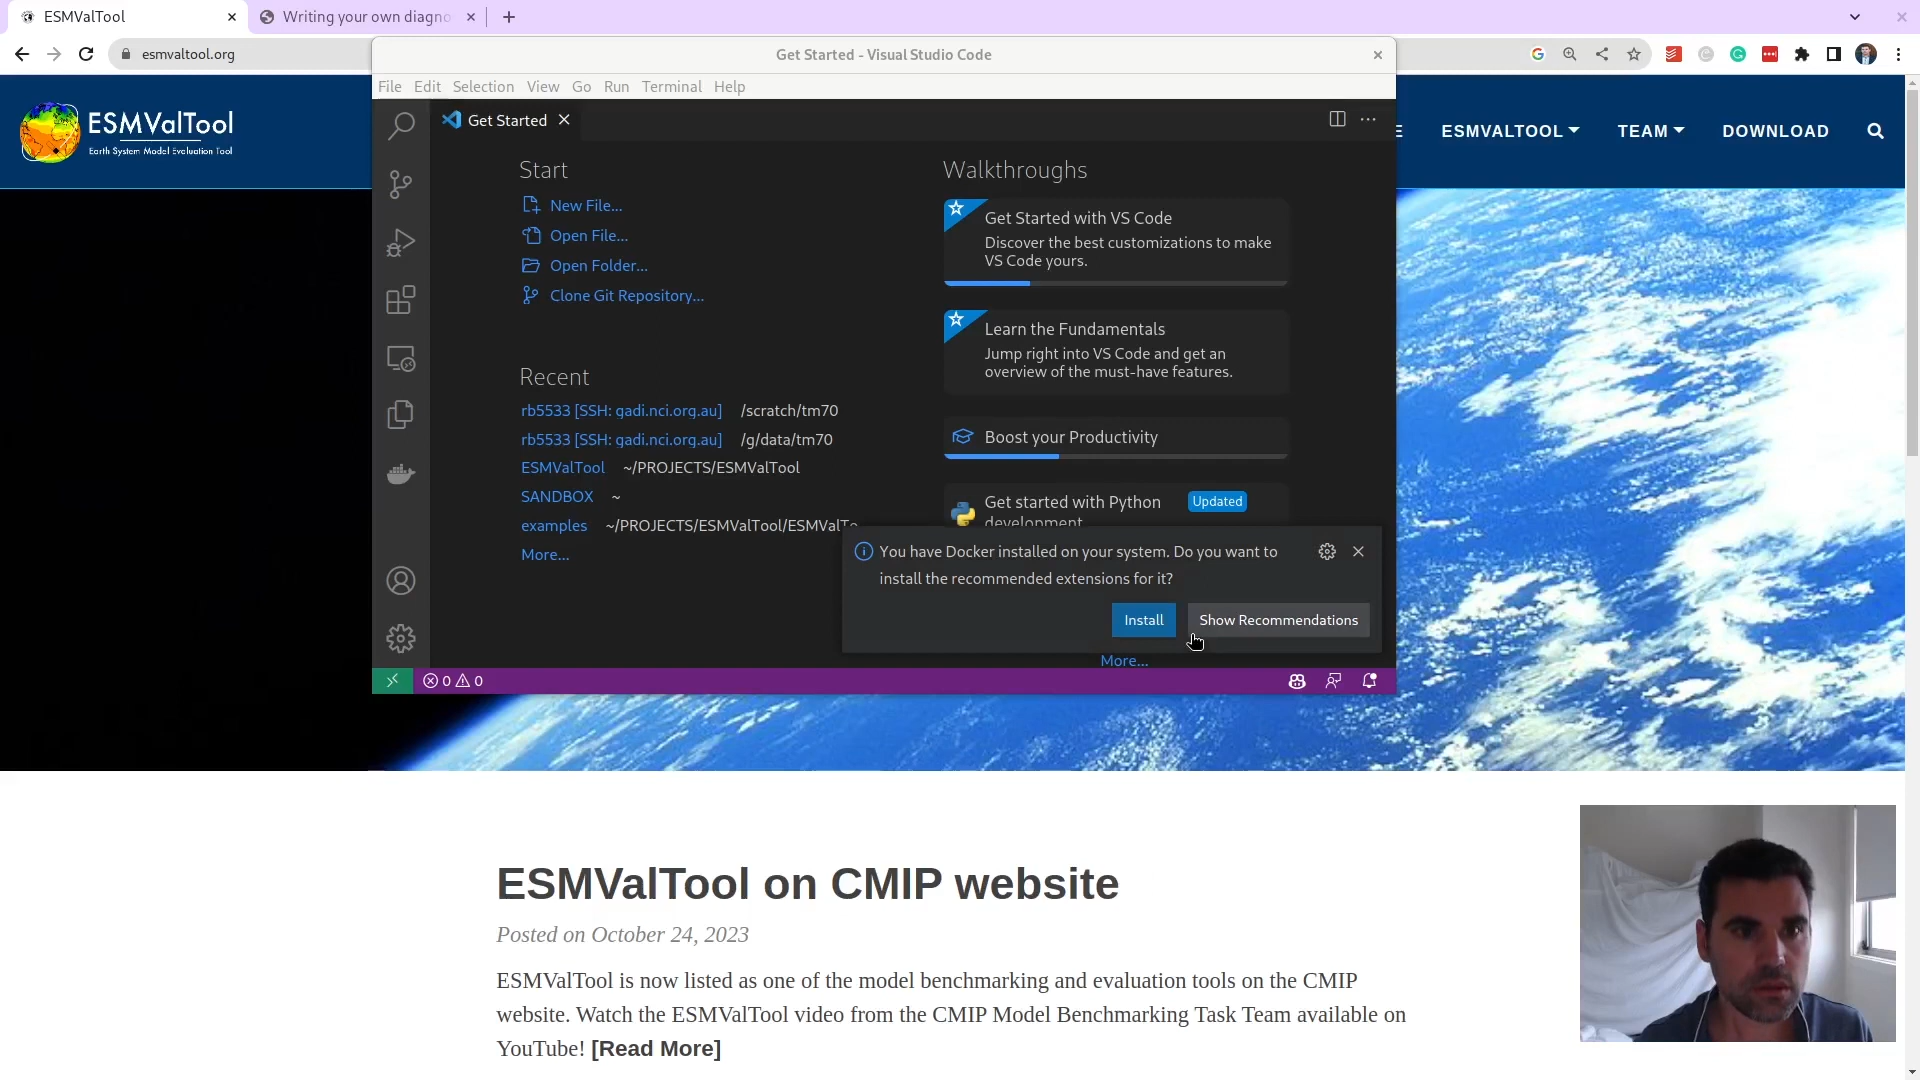 ESMValTool
Writing your own diagno
esmvaltool.org
Get Started - Visual Studio Code
File Edit Selection View Go Run Terminal Help
Get Started
ESMValTool
Earth System Model Evaluation Tool
E ESMVALTOOL TEAM DOWNLOAD
Start
New File...
Open File...
Open Folder...
Clone Git Repository...
Recent
rb5533 [SSH: gadi.nci.org.au] /scratch/tm70
rb5533 [SSH: gadi.nci.org.au] /g/data/tm70
ESMValTool ~/PROJECTS/ESMValTool
SANDBOX ~
examples ~/PROJECTS/ESMValTool/ESMValTo
More...
Walkthroughs
Get Started with VS Code
Discover the best customizations to make
VS Code yours.
Learn the Fundamentals
Jump right into VS Code and get an
overview of the must-have features.
Boost your Productivity
Get started with Python Updated
development
You have Docker installed on your system. Do you want to
install the recommended extensions for it?
Install Show Recommendations
More...
0 0
ESMValTool on CMIP website
Posted on October 24, 2023
ESMValTool is now listed as one of the model benchmarking and evaluation tools on the CMIP
website. Watch the ESMValTool video from the CMIP Model Benchmarking Task Team available on
YouTube! [Read More]